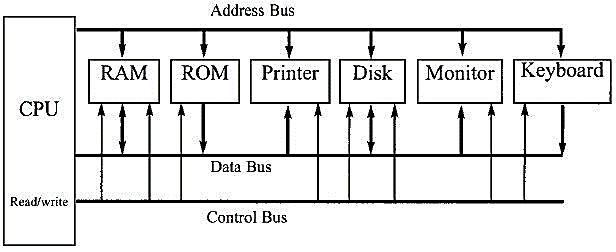 Address Bus
RAM ROM Printer Disk Monitor Keyboard
CPU
Data Bus
Read/write
Control Bus